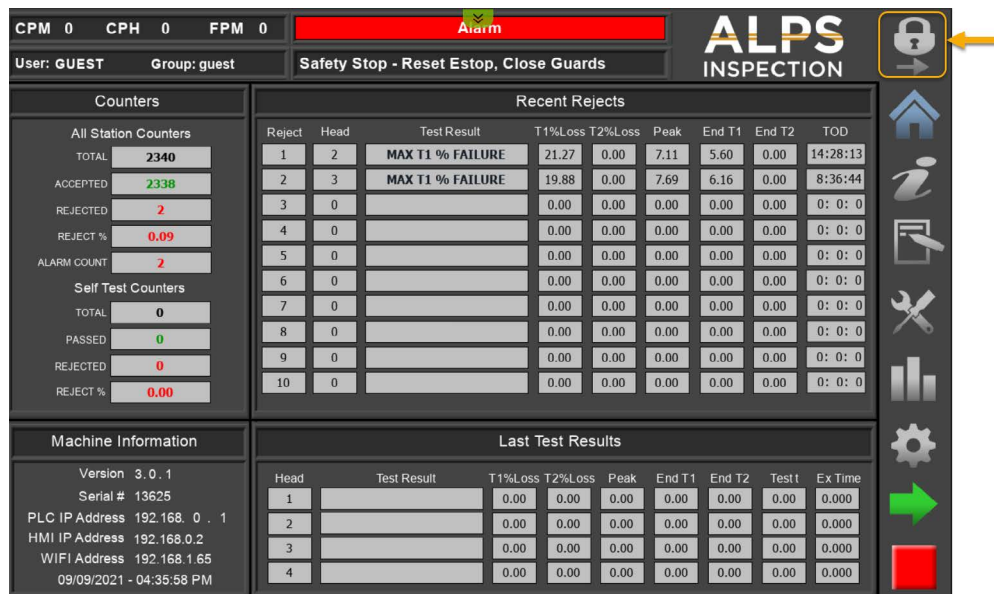 CPM 0 CPH 0 FPM 0
Alarm
ALPS
INSPECTION
User: GUEST Group: guest
Safety Stop - Reset Estop, Close Guards
Counters
All Station Counters
TOTAL 2340
ACCEPTED 2338
REJECTED 2
REJECT % 0.09
ALARM COUNT 2
Self Test Counters
TOTAL 0
PASSED 0
REJECTED 0
REJECT % 0.00
Recent Rejects
Reject Head Test Result T1%Loss T2%Loss Peak End T1 End T2 TOD
1 2 MAX T1 % FAILURE 21.27 0.00 7.11 5.60 0.00 14:28:13
2 3 MAX T1 % FAILURE 19.88 0.00 7.69 6.16 0.00 8:36:44
3 0 0.00 0.00 0.00 0.00 0.00 0: 0: 0
4 0 0.00 0.00 0.00 0.00 0.00 0: 0: 0
5 0 0.00 0.00 0.00 0.00 0.00 0: 0: 0
6 0 0.00 0.00 0.00 0.00 0.00 0: 0: 0
7 0 0.00 0.00 0.00 0.00 0.00 0: 0: 0
8 0 0.00 0.00 0.00 0.00 0.00 0: 0: 0
9 0 0.00 0.00 0.00 0.00 0.00 0: 0: 0
10 0 0.00 0.00 0.00 0.00 0.00 0: 0: 0
Machine Information
Version 3.0.1
Serial # 13625
PLC IP Address 192.168. 0 . 1
HMI IP Address 192.168.0.2
WIFI Address 192.168.1.65
09/09/2021 - 04:35:58 PM
Last Test Results
Head Test Result T1%Loss T2%Loss Peak End T1 End T2 Test t Ex Time
1 0.00 0.00 0.00 0.00 0.00 0.00 0.000
2 0.00 0.00 0.00 0.00 0.00 0.00 0.000
3 0.00 0.00 0.00 0.00 0.00 0.00 0.000
4 0.00 0.00 0.00 0.00 0.00 0.00 0.000